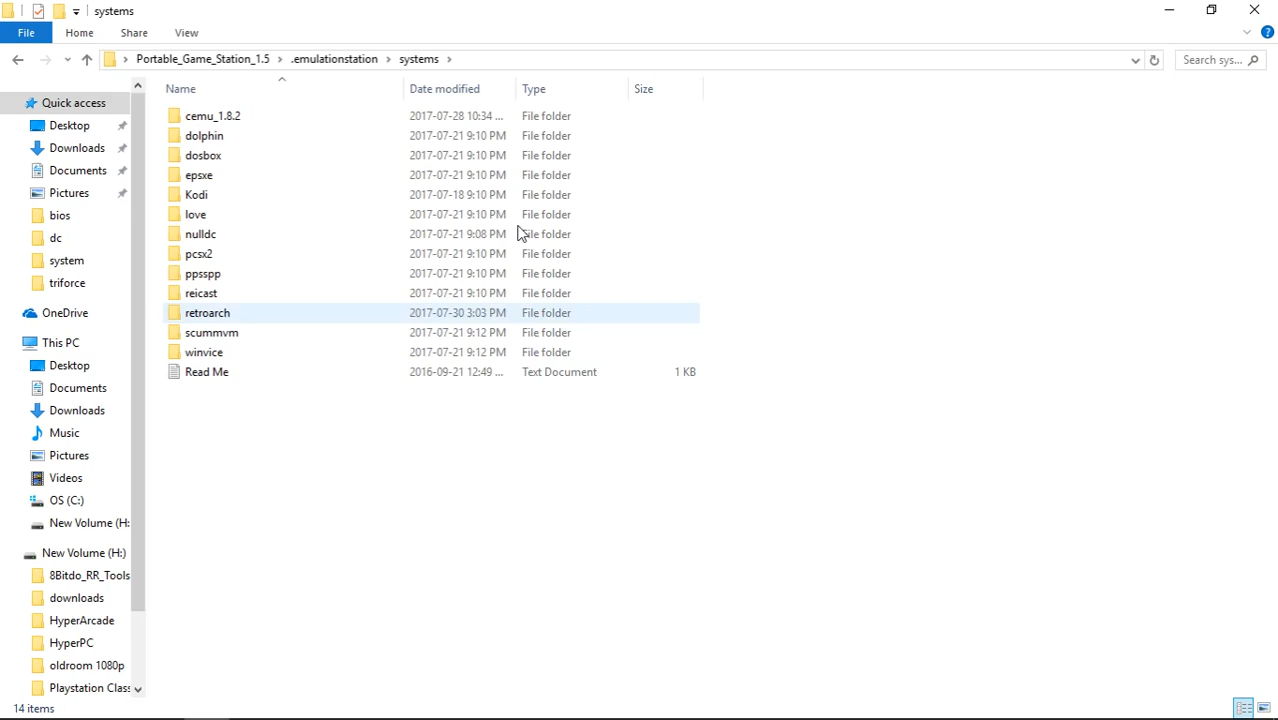 systems
File Home Share View
Portable_Game_Station_1.5 .emulationstation systems Search sys...
Name Date modified Type Size
Quick access
Desktop
Downloads
Documents
Pictures
bios
dc
system
triforce
OneDrive
This PC
Desktop
Documents
Downloads
Music
Pictures
Videos
OS (C:)
New Volume (H:
New Volume (H:)
8Bitdo_RR_Tools
downloads
HyperArcade
HyperPC
oldroom 1080p
Playstation Class
cemu_1.8.2 2017-07-28 10:34 ... File folder
dolphin 2017-07-21 9:10 PM File folder
dosbox 2017-07-21 9:10 PM File folder
epsxe 2017-07-21 9:10 PM File folder
Kodi 2017-07-18 9:10 PM File folder
love 2017-07-21 9:10 PM File folder
nulldc 2017-07-21 9:08 PM File folder
pcsx2 2017-07-21 9:10 PM File folder
ppsspp 2017-07-21 9:10 PM File folder
reicast 2017-07-21 9:10 PM File folder
retroarch 2017-07-30 3:03 PM File folder
scummvm 2017-07-21 9:12 PM File folder
winvice 2017-07-21 9:12 PM File folder
Read Me 2016-09-21 12:49 ... Text Document 1 KB
14 items